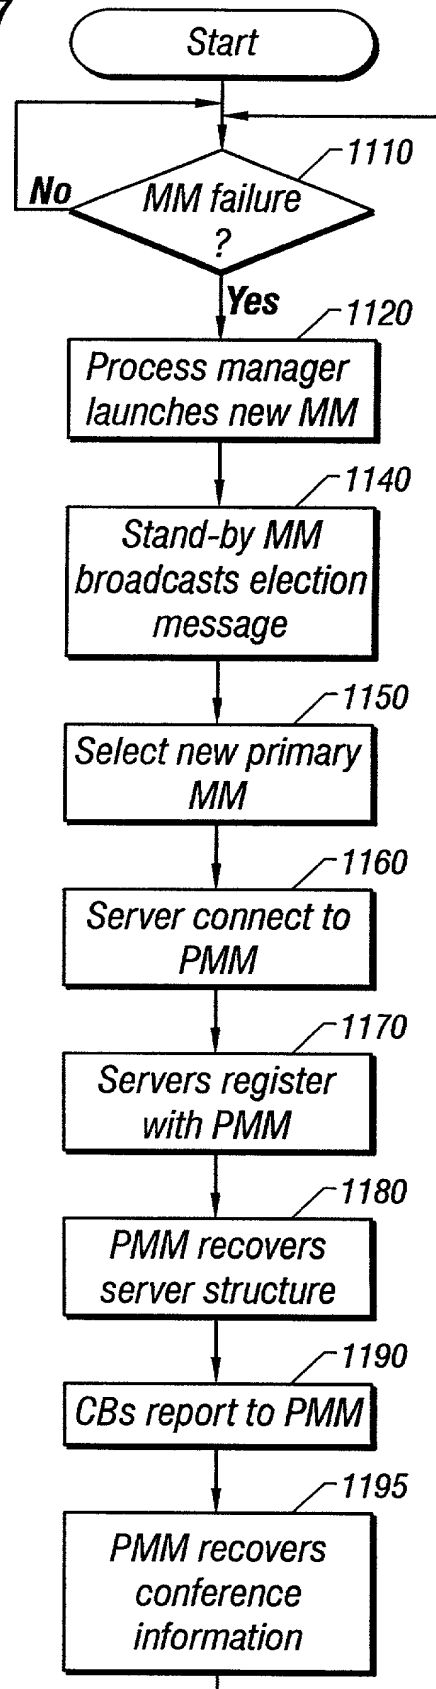 7
Start
1110
MM failure
?
No
Yes
1120
Process manager
launches new MM
1140
Stand-by MM
broadcasts election
message
1150
Select new primary
MM
1160
Server connect to
PMM
1170
Servers register
with PMM
1180
PMM recovers
server structure
1190
CBs report to PMM
1195
PMM recovers
conference
information